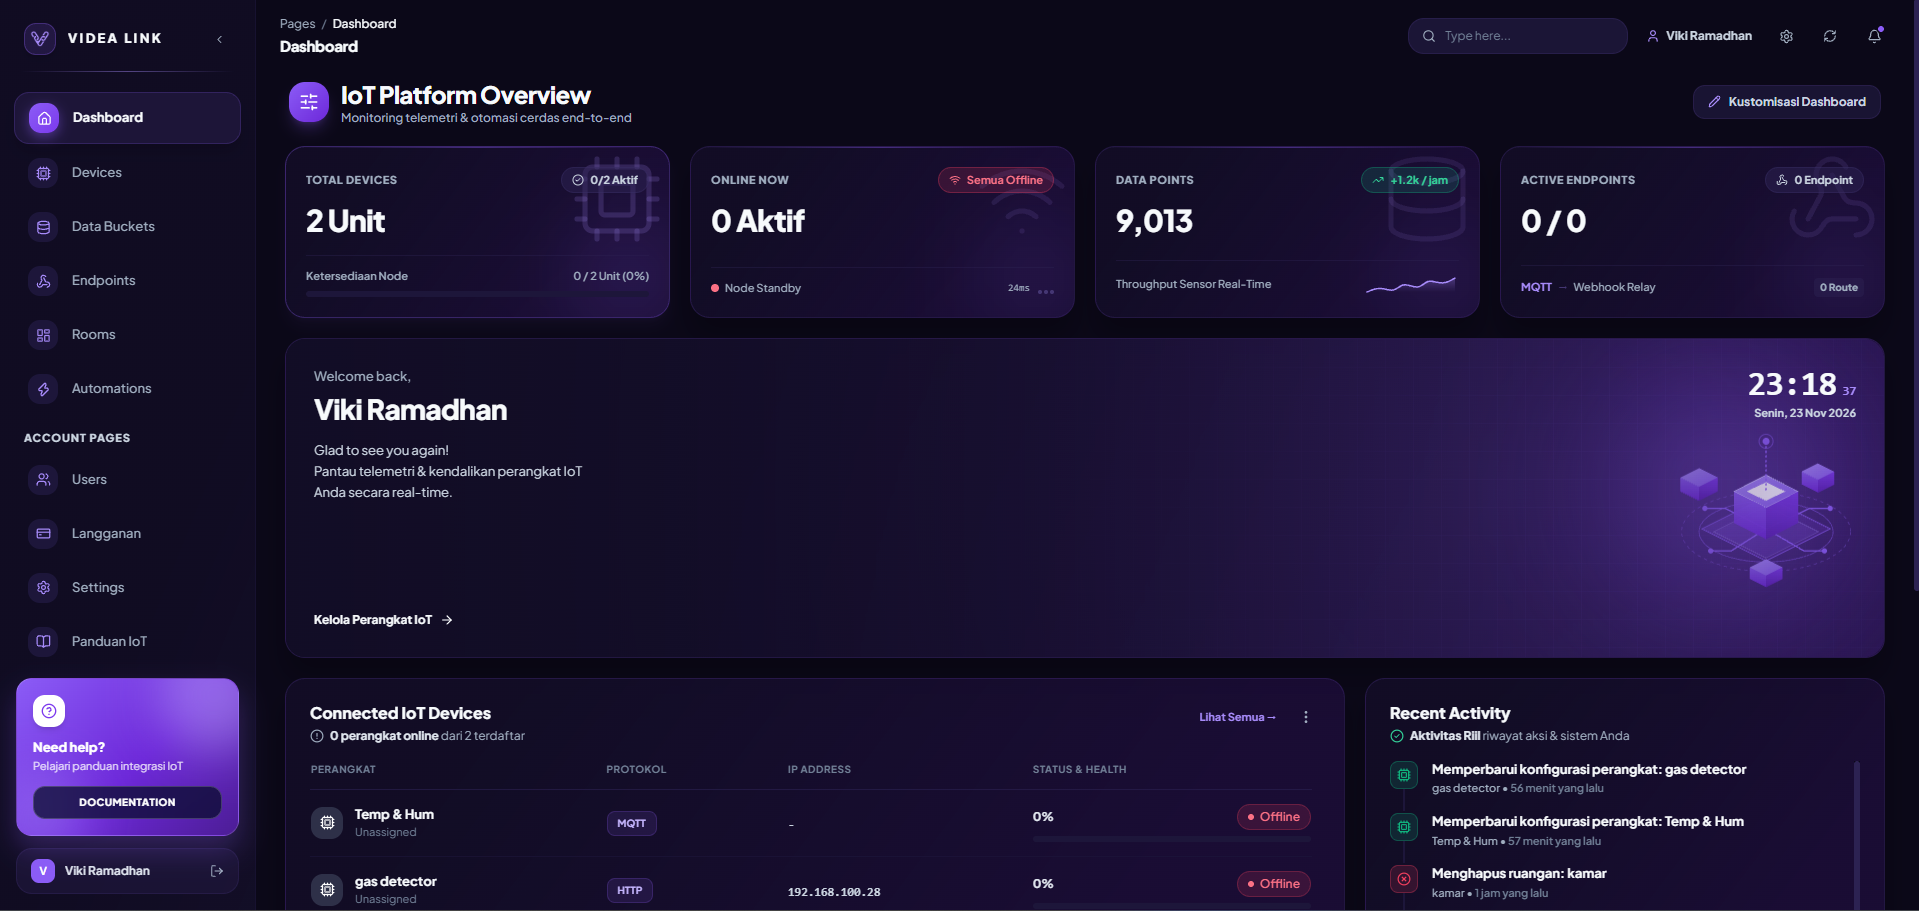 VIDEA LINK
Dashboard
Devices
Data Buckets
Endpoints
Rooms
Automations
ACCOUNT PAGES
Users
Langganan
Settings
Panduan IoT
Need help?
Pelajari panduan integrasi IoT
DOCUMENTATION
V Viki Ramadhan
Pages / Dashboard
Dashboard
Type here...
Viki Ramadhan
IoT Platform Overview
Monitoring telemetri & otomasi cerdas end-to-end
Kustomisasi Dashboard
TOTAL DEVICES
0/2 Aktif
2 Unit
Ketersediaan Node
0 / 2 Unit (0%)
ONLINE NOW
Semua Offline
0 Aktif
Node Standby
24ms
DATA POINTS
+1.2k / jam
9,013
Throughput Sensor Real-Time
ACTIVE ENDPOINTS
0 Endpoint
0 / 0
MQTT → Webhook Relay
0 Route
Welcome back,
Viki Ramadhan
Glad to see you again!
Pantau telemetri & kendalikan perangkat IoT
Anda secara real-time.
Kelola Perangkat IoT →
23:18 37
Senin, 23 Nov 2026
Connected IoT Devices
0 perangkat online dari 2 terdaftar
Lihat Semua →
PERANGKAT PROTOKOL IP ADDRESS STATUS & HEALTH
Temp & Hum
Unassigned
MQTT
-
0%
Offline
gas detector
Unassigned
HTTP
192.168.100.28
0%
Offline
Recent Activity
Aktivitas Riil riwayat aksi & sistem Anda
Memperbarui konfigurasi perangkat: gas detector
gas detector • 56 menit yang lalu
Memperbarui konfigurasi perangkat: Temp & Hum
Temp & Hum • 57 menit yang lalu
Menghapus ruangan: kamar
kamar • 1 jam yang lalu